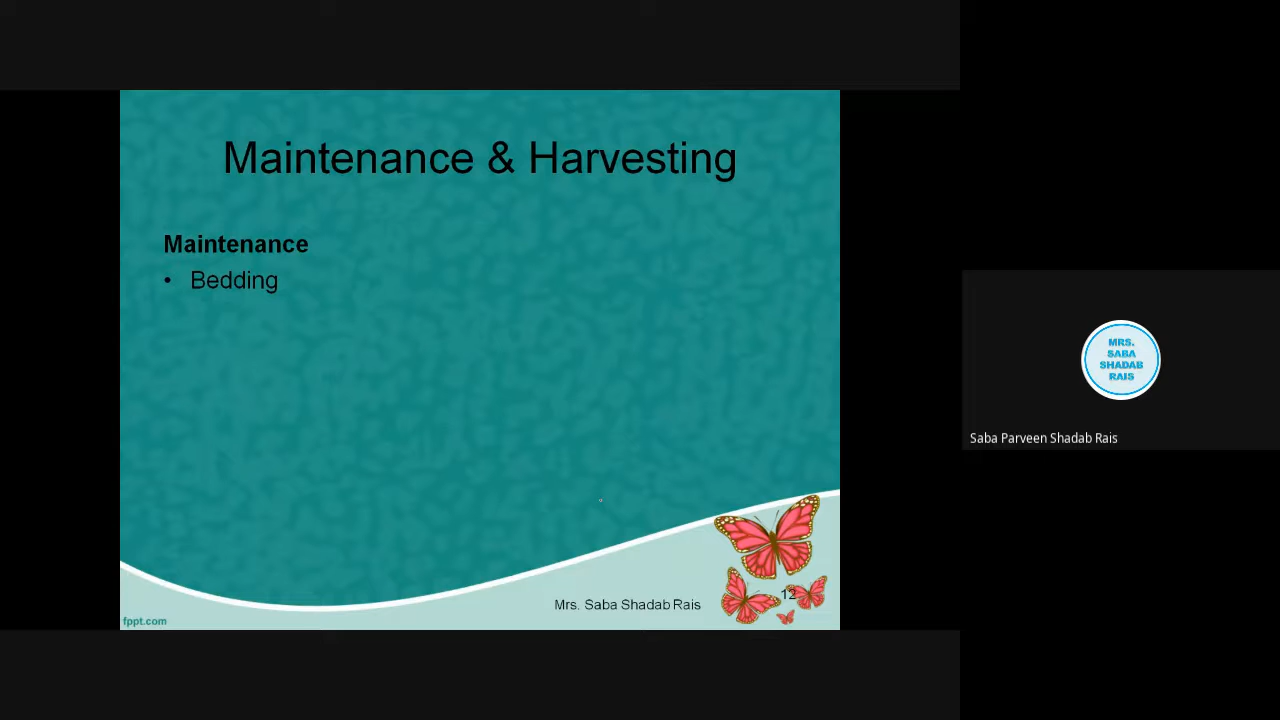 Maintenance & Harvesting
Maintenance
• Bedding
Mrs. Saba Shadab Rais
12
fppt.com
MRS.
SABA
SHADAB
RAIS
Saba Parveen Shadab Rais